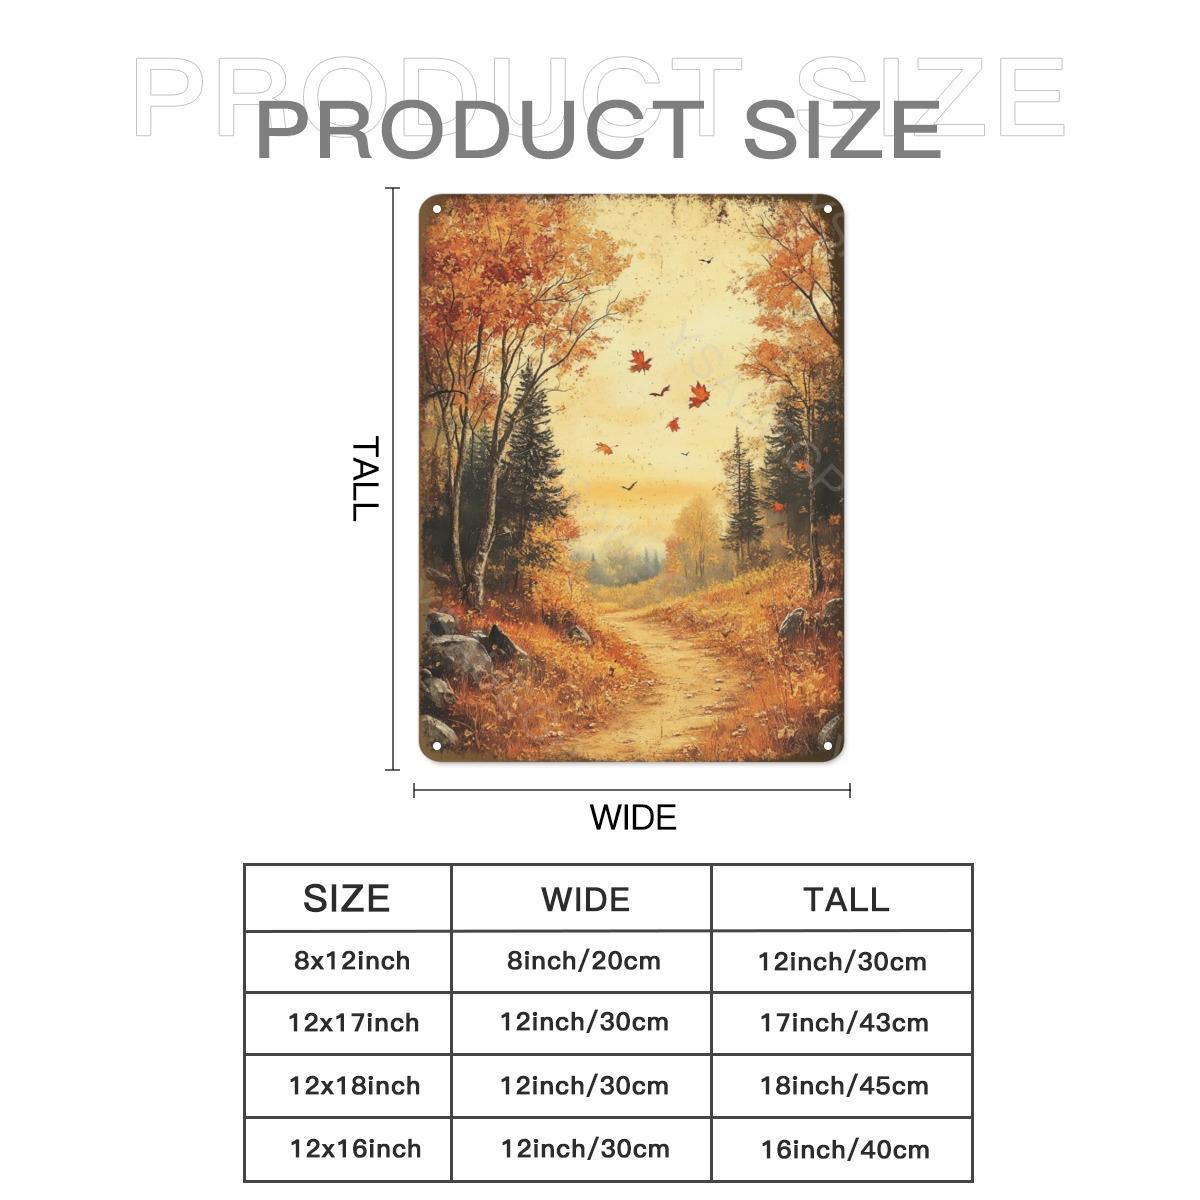 PRODUCT SIZE
PRODUCT SIZE
TALL
WIDE
SIZE WIDE TALL
8x12inch 8inch/20cm 12inch/30cm
12x17inch 12inch/30cm 17inch/43cm
12x18inch 12inch/30cm 18inch/45cm
12x16inch 12inch/30cm 16inch/40cm